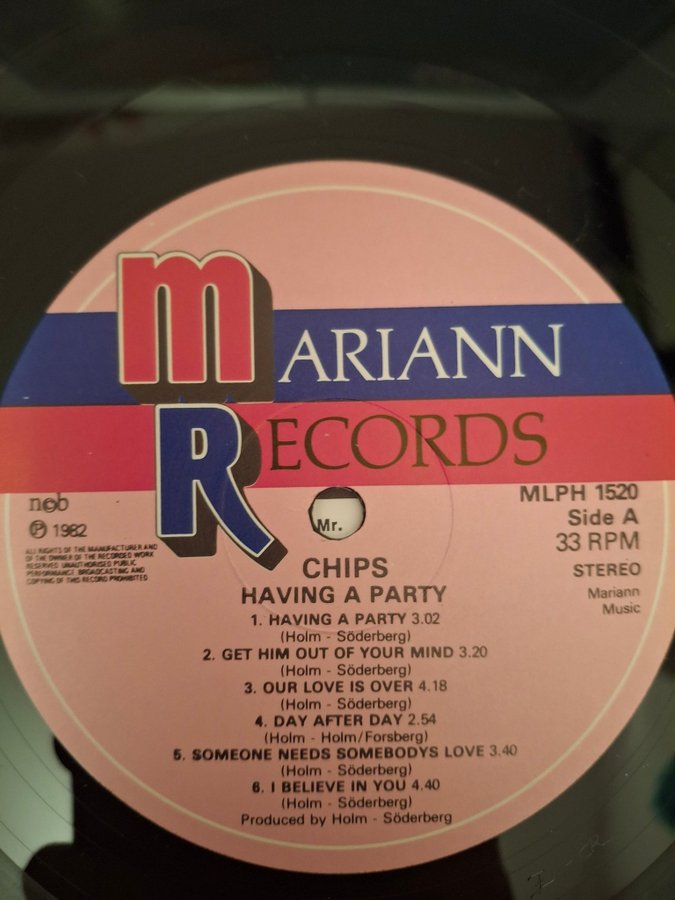 MARIANN
RECORDS
ncb
Ⓟ 1982
ALL RIGHTS OF THE MANUFACTURER AND
OF THE OWNER OF THE RECORDED WORK
RESERVED UNAUTHORISED PUBLIC
PERFORMANCE BROADCASTING AND
COPYING OF THIS RECORD PROHIBITED
MLPH 1520
Side A
33 RPM
STEREO
Mariann
Music
Mr.
CHIPS
HAVING A PARTY
1. HAVING A PARTY 3.02
(Holm - Söderberg)
2. GET HIM OUT OF YOUR MIND 3.20
(Holm - Söderberg)
3. OUR LOVE IS OVER 4.18
(Holm - Söderberg)
4. DAY AFTER DAY 2.54
(Holm - Holm/Forsberg)
5. SOMEONE NEEDS SOMEBODYS LOVE 3.40
(Holm - Söderberg)
6. I BELIEVE IN YOU 4.40
(Holm - Söderberg)
Produced by Holm - Söderberg